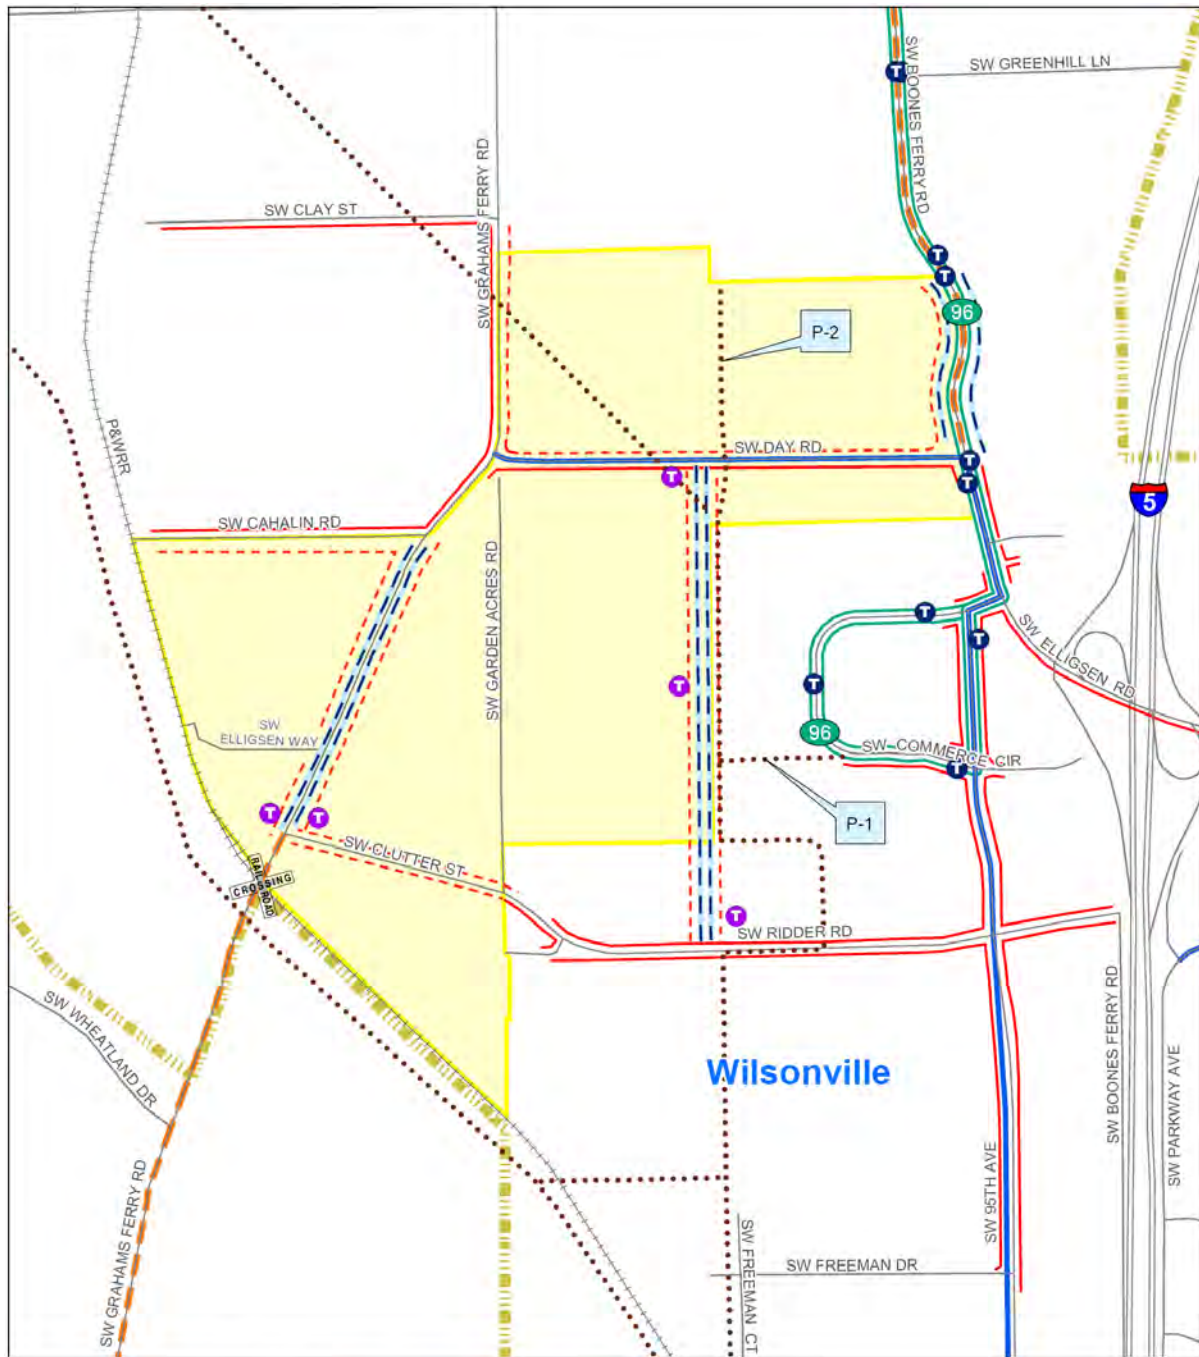 SW GREENHILL LN
SW BOONES FERRY RD
SW GRAHAMS FERRY RD
SW CLAY ST
T
T
T
96
P-2
P&WRR
SW DAY RD
T
T
T
5
SW CAHALIN RD
SW GARDEN ACRES RD
T
T
SW ELLIGSEN RD
T
T
SW
ELLIGSEN WAY
96
SW COMMERCE CIR
T
T
T
P-1
SW CLUTTER ST
RAIL
CROSSING
ROAD
T
SW RIDDER RD
SW WHEATLAND DR
SW BOONES FERRY RD
SW PARKWAY AVE
Wilsonville
SW 95TH AVE
SW GRAHAMS FERRY RD
SW FREEMAN CT
SW FREEMAN DR